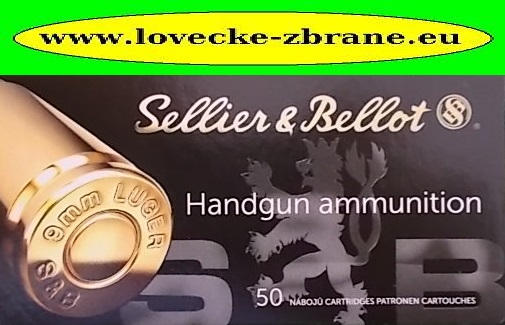 www.lovecke-zbrane.eu
Sellier & Bellot S&B
Handgun ammunition
9mm LUGER
S&B
S B
50 NÁBOJŮ CARTRIDGES PATRONEN CARTOUCHES